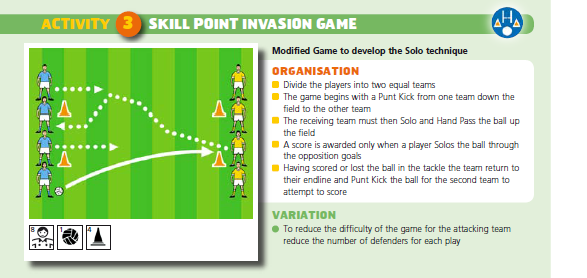 ACTIVITY 3 SKILL POINT INVASION GAME
Modified Game to develop the Solo technique
ORGANISATION
Divide the players into two equal teams
The game begins with a Punt Kick from one team down the
field to the other team
The receiving team must then Solo and Hand Pass the ball up
the field
A score is awarded only when a player Solos the ball through
the opposition goals
Having scored or lost the ball in the tackle the team return to
their endline and Punt Kick the ball for the second team to
attempt to score
VARIATION
To reduce the difficulty of the game for the attacking team
reduce the number of defenders for each play
8 1 4